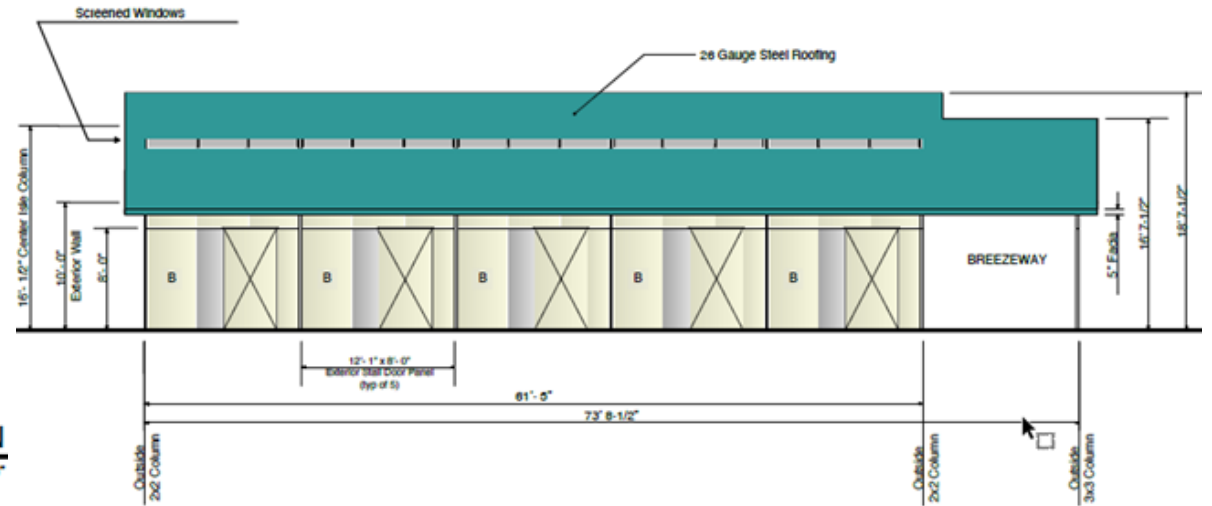 Screened Windows
26 Gauge Steel Roofing
16'- 1/2" Center Isle Column
10'- 0"
Exterior Wall
8'- 0"
B
B
B
B
B
BREEZEWAY
5" Facia
16' 7-1/2"
18' 7-1/2"
12'- 1" x 8'- 0"
Exterior Stall Door Panel
(typ of 5)
61'- 5"
73' 8-1/2"
Outside
2x2 Column
Outside
2x2 Column
Outside
3x3 Column